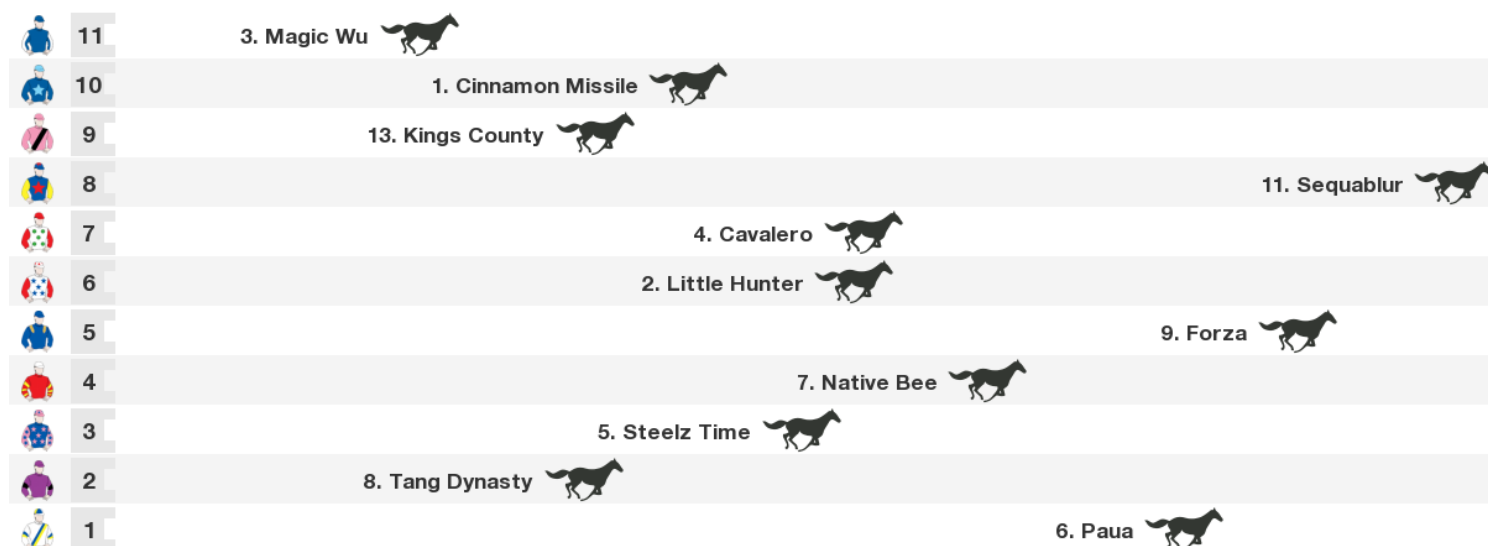 11 3. Magic Wu
10 1. Cinnamon Missile
9 13. Kings County
8 11. Sequablur
7 4. Cavalero
6 2. Little Hunter
5 9. Forza
4 7. Native Bee
3 5. Steelz Time
2 8. Tang Dynasty
1 6. Paua